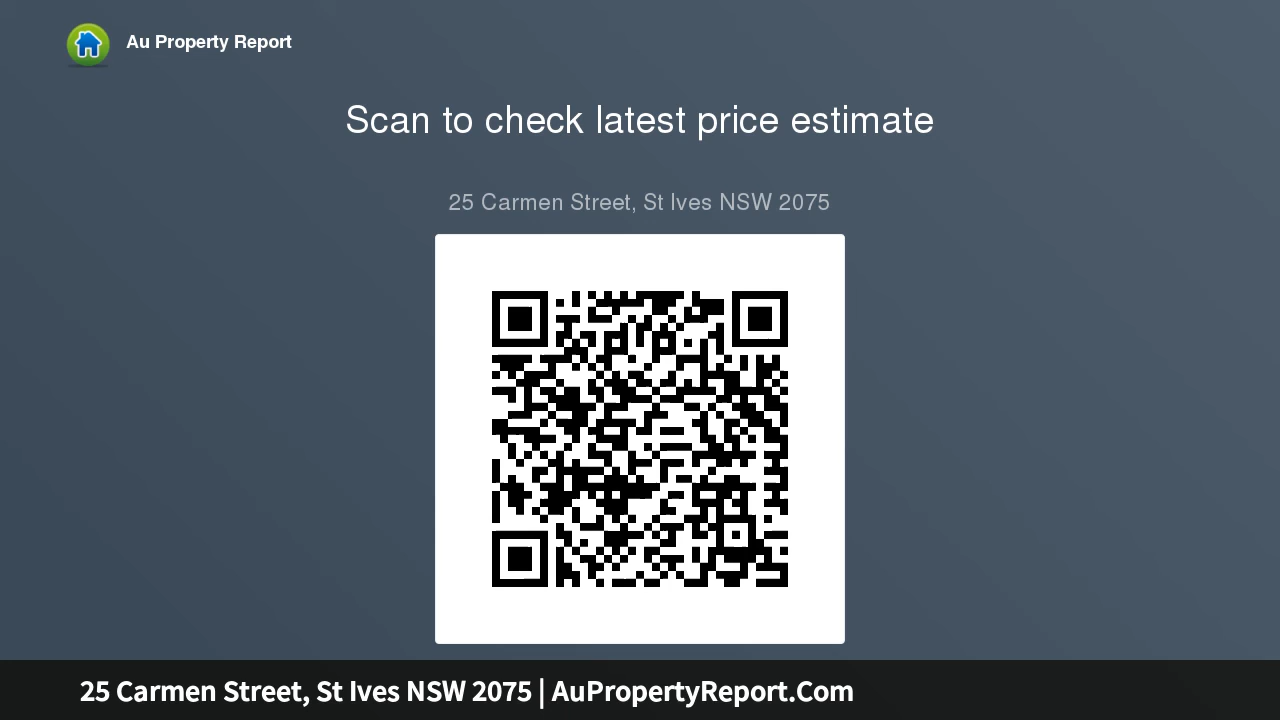 Au Property Report
Scan to check latest price estimate
25 Carmen Street, St Ives NSW 2075
25 Carmen Street, St Ives NSW 2075 | AuPropertyReport.Com